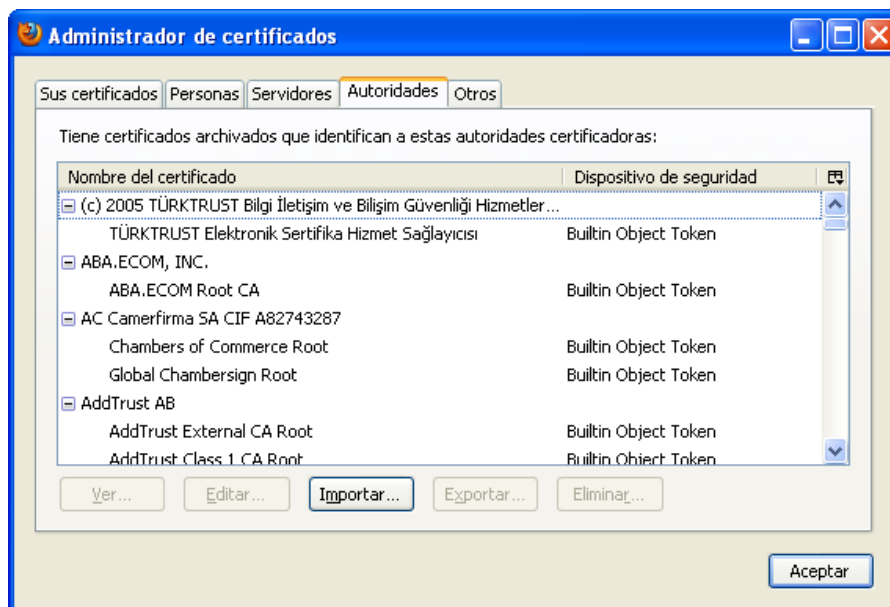 Administrador de certificados
Sus certificados Personas Servidores Autoridades Otros
Tiene certificados archivados que identifican a estas autoridades certificadoras:
Nombre del certificado Dispositivo de seguridad
(c) 2005 TÜRKTRUST Bilgi İletişim ve Bilişim Güvenliği Hizmetler...
TÜRKTRUST Elektronik Sertifika Hizmet Sağlayıcısı Builtin Object Token
ABA.ECOM, INC.
ABA.ECOM Root CA Builtin Object Token
AC Camerfirma SA CIF A82743287
Chambers of Commerce Root Builtin Object Token
Global Chambersign Root Builtin Object Token
AddTrust AB
AddTrust External CA Root Builtin Object Token
AddTrust Class 1 CA Root Builtin Object Token
Ver... Editar... Importar... Exportar... Eliminar...
Aceptar